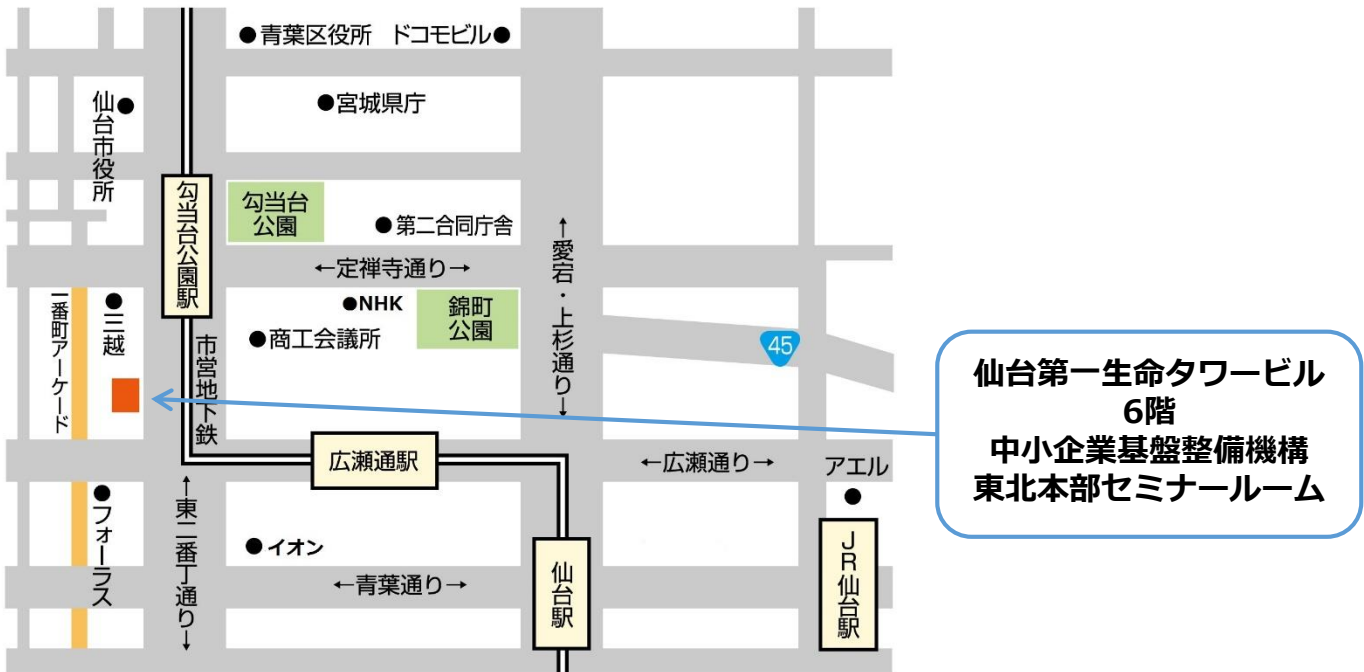 ●青葉区役所 ドコモビル●
●宮城県庁
仙台市役所●
勾当台公園駅
勾当台
公園
●第二合同庁舎
←定禅寺通り→
←愛宕・上杉通り→
●NHK
錦町
公園
●商工会議所
45
一番町アーケード
●三越
市営地下鉄
仙台第一生命タワービル
6階
中小企業基盤整備機構
東北本部セミナールーム
広瀬通駅
←広瀬通り→
アエル
●
●フォーラス
←東二番丁通り→
●イオン
←青葉通り→
仙台駅
JR仙台駅